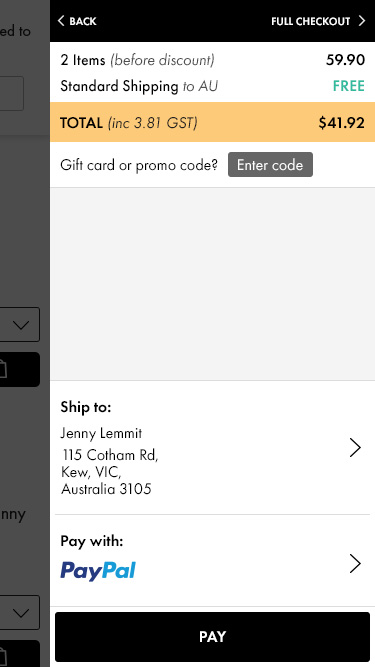 BACK
FULL CHECKOUT
ed to
2 Items (before discount) 59.90
Standard Shipping to AU FREE
TOTAL (inc 3.81 GST) $41.92
Gift card or promo code? Enter code
Ship to:
Jenny Lemmit
115 Cotham Rd,
Kew, VIC,
Australia 3105
nny
Pay with:
PayPal
PAY